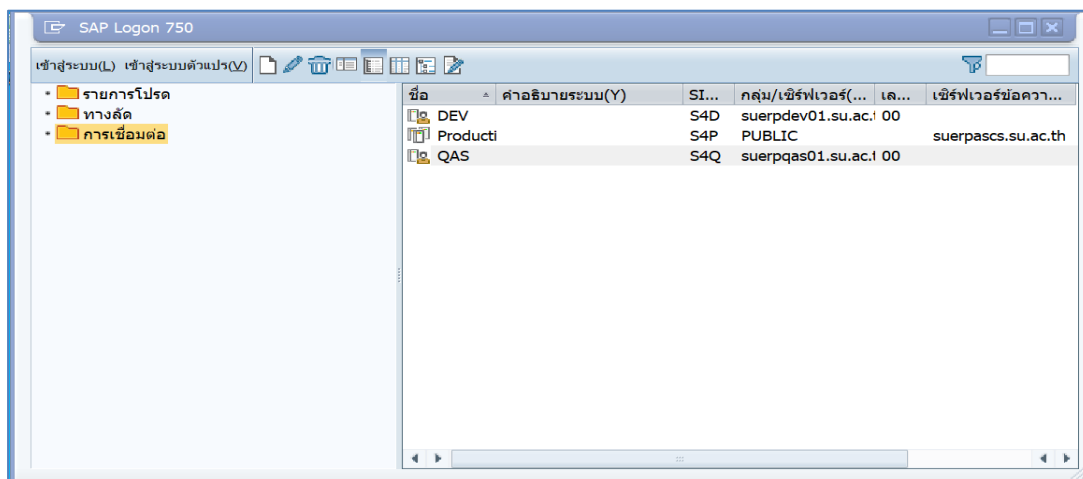 SAP Logon 750
เข้าสู่ระบบ(L) เข้าสู่ระบบตัวแปร(V)
รายการโปรด
ทางลัด
การเชื่อมต่อ
ชื่อ คำอธิบายระบบ(Y) SI... กลุ่ม/เซิร์ฟเวอร์(... เล... เซิร์ฟเวอร์ข้อควา...
DEV S4D suerpdev01.su.ac.t 00
Producti S4P PUBLIC suerpascs.su.ac.th
QAS S4Q suerpqas01.su.ac.t 00